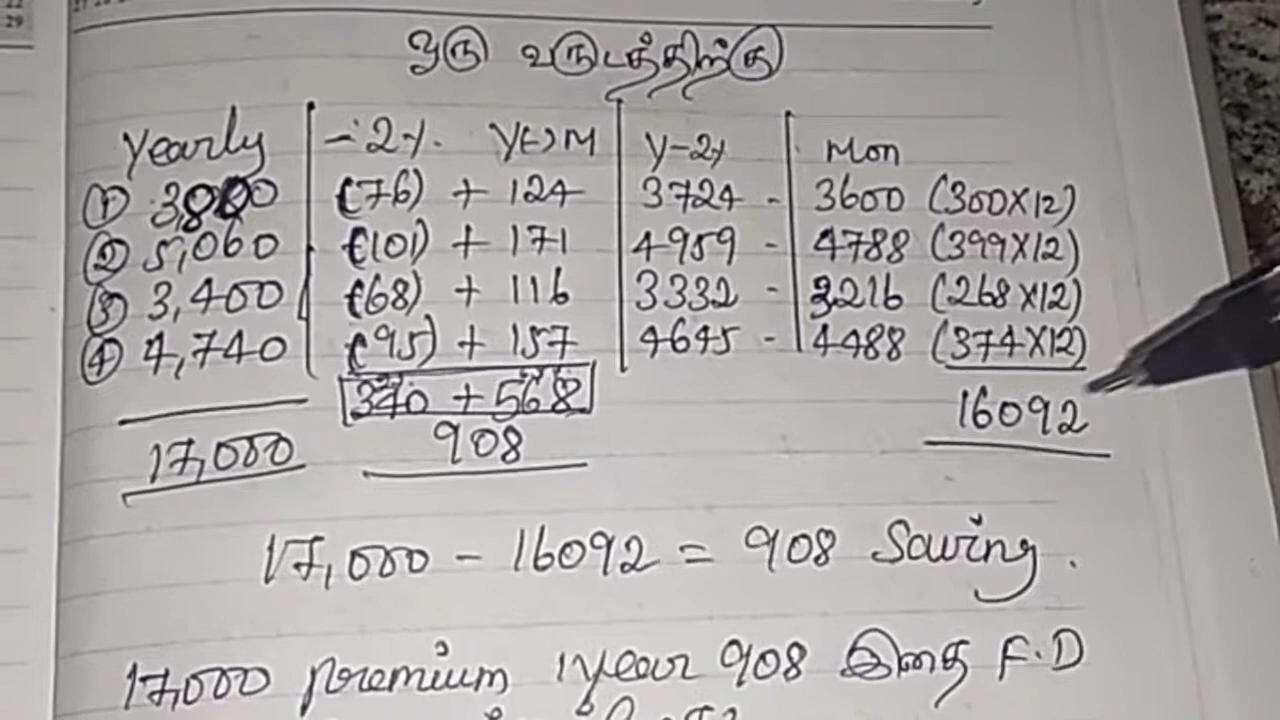 ஒரு வருடத்திற்கு
Yearly -2%. Y<->M Y-2% Mon
① 3800 (76) + 124 3724 - 3600 (300x12)
② 5,060 (101) + 171 4959 - 4788 (399x12)
③ 3,400 (68) + 116 3332 - 3216 (268x12)
④ 4,740 (95) + 157 4645 - 4488 (374x12)
340 + 568 16092
17,000 908
17,000 - 16092 = 908 Saving.
17,000 premium 1year 908 இதை F.D